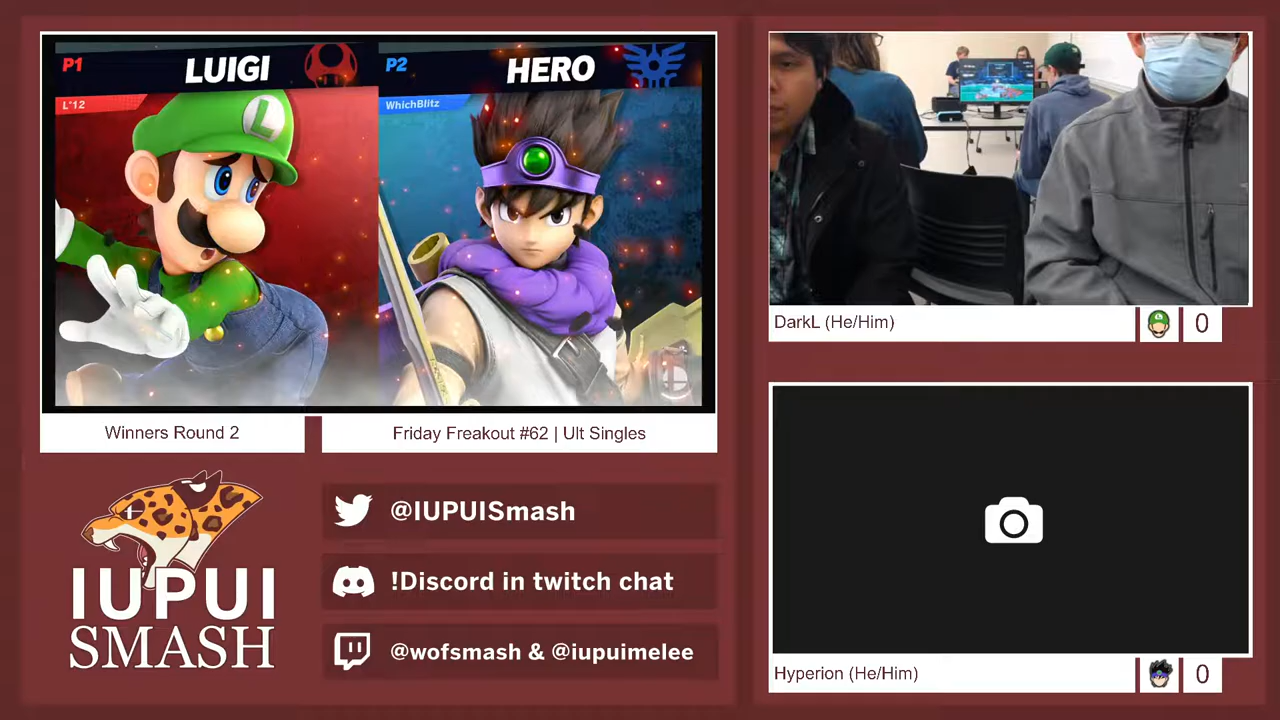 P1
LUIGI
L'12
P2
HERO
WhichBlitz
DarkL (He/Him)
0
Winners Round 2
Friday Freakout #62 | Ult Singles
IUPUI
SMASH
@IUPUISmash
!Discord in twitch chat
@wofsmash & @iupuimelee
Hyperion (He/Him)
0